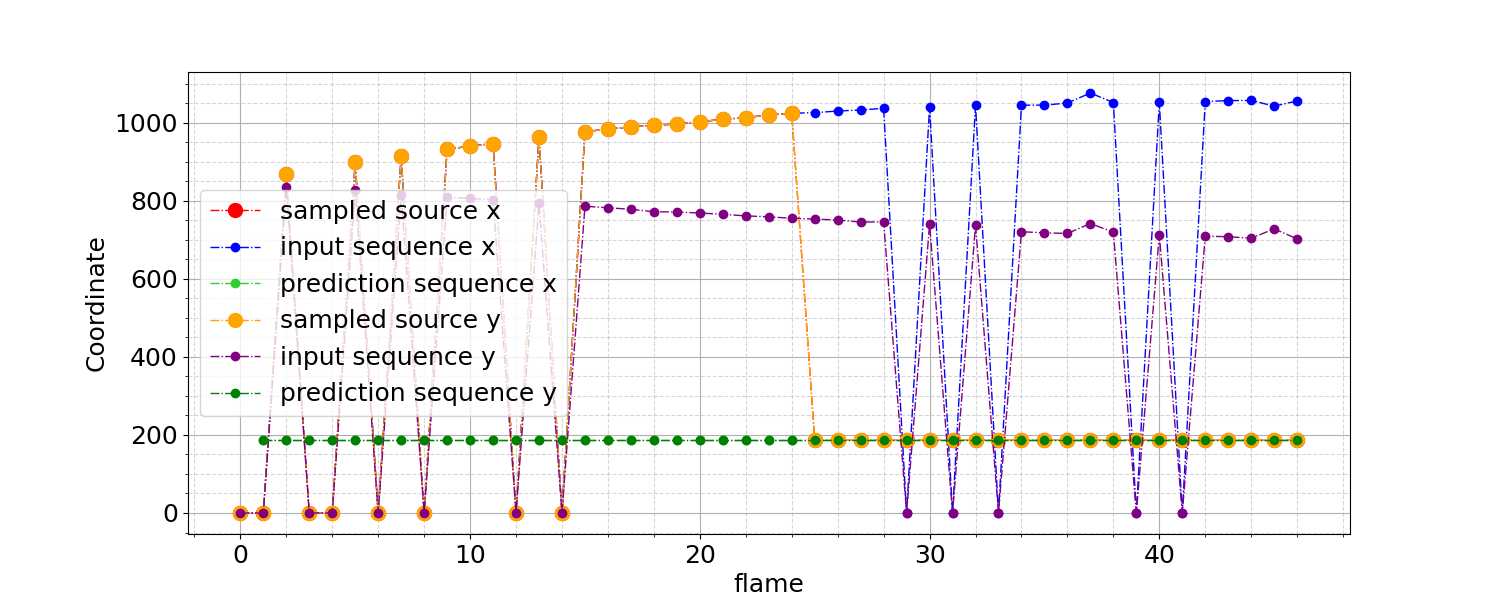 1000
800
600
400
200
0
Coordinate
sampled source x
input sequence x
prediction sequence x
sampled source y
input sequence y
prediction sequence y
0 10 20 30 40
flame